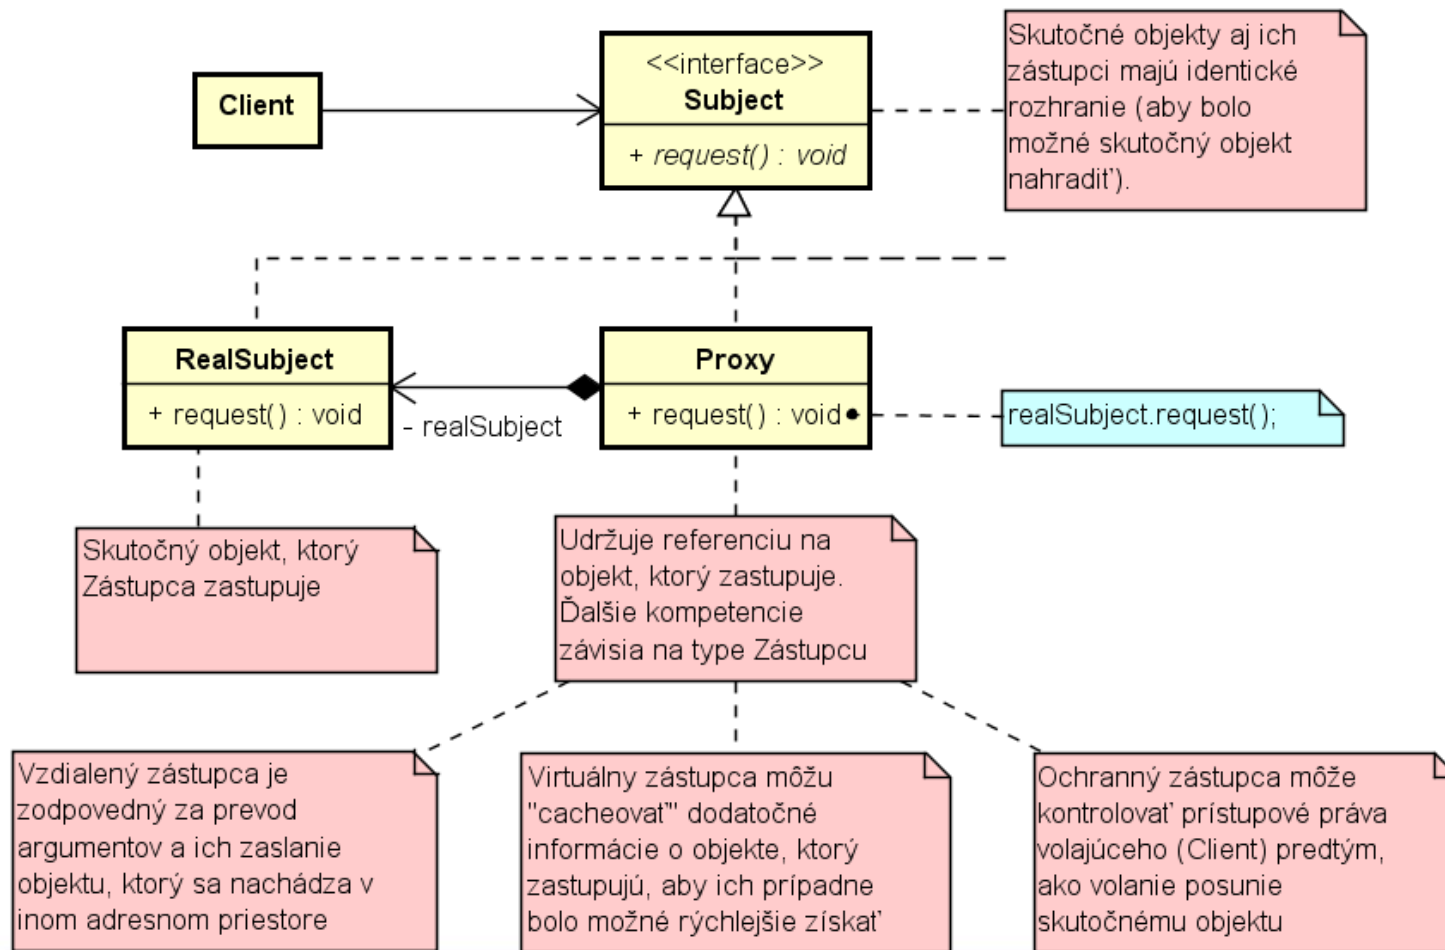 Client
<<interface>>
Subject
+ request() : void
Skutočné objekty aj ich
zástupci majú identické
rozhranie (aby bolo
možné skutočný objekt
nahradiť).
RealSubject
+ request() : void
- realSubject
Proxy
+ request() : void
realSubject.request();
Skutočný objekt, ktorý
Zástupca zastupuje
Udržuje referenciu na
objekt, ktorý zastupuje.
Ďalšie kompetencie
závisia na type Zástupcu
Vzdialený zástupca je
zodpovedný za prevod
argumentov a ich zaslanie
objektu, ktorý sa nachádza v
inom adresnom priestore
Virtuálny zástupca môžu
"cacheovať" dodatočné
informácie o objekte, ktorý
zastupujú, aby ich prípadne
bolo možné rýchlejšie získať
Ochranný zástupca môže
kontrolovať prístupové práva
volajúceho (Client) predtým,
ako volanie posunie
skutočnému objektu